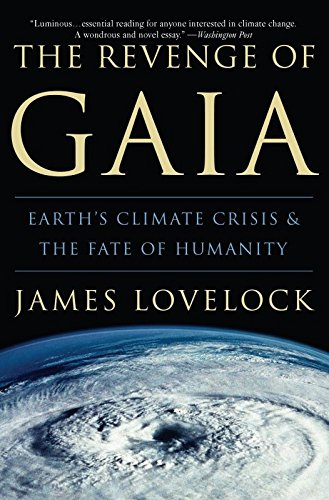 "Luminous...essential reading for anyone interested in climate change.
A wondrous and novel essay." —Washington Post
THE REVENGE OF
GAIA
EARTH'S CLIMATE CRISIS &
THE FATE OF HUMANITY
JAMES LOVELOCK